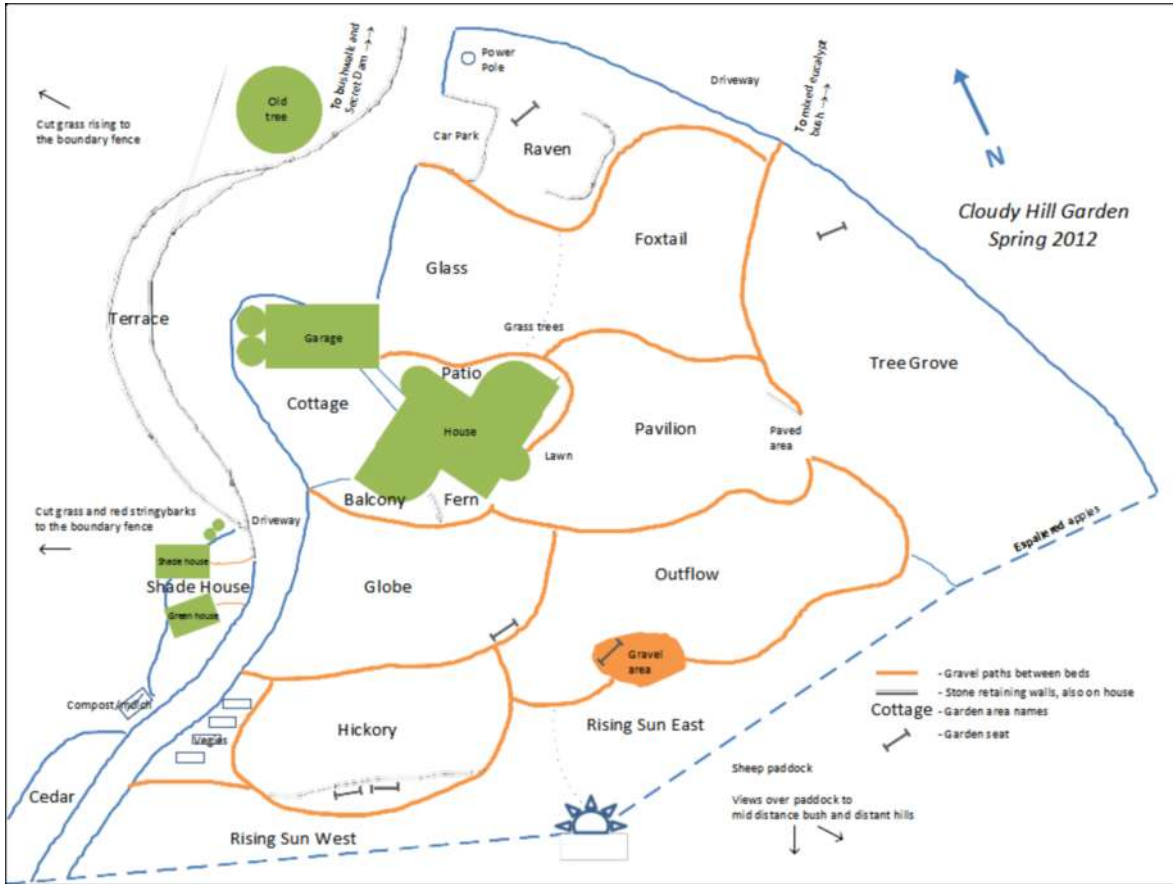 To bushwalk and
Secret Dam →→
Power
Pole
Driveway
To mixed eucalypt
bush →→
N
Cut grass rising to
the boundary fence
Old
tree
Car Park
Raven
Cloudy Hill Garden
Spring 2012
Foxtail
Glass
Terrace
Garage
Grass trees
Tree Grove
Patio
Cottage
House
Pavilion
Paved
area
Lawn
Balcony
Fern
Cut grass and red stringybarks
to the boundary fence
Driveway
Espaliered apples
Shade house
Shade House
Green house
Globe
Outflow
Gravel
area
- Gravel paths between beds
- Stone retaining walls, also on house
Cottage - Garden area names
- Garden seat
Compost/mulch
Vegies
Hickory
Rising Sun East
Sheep paddock
Cedar
Views over paddock to
mid distance bush and distant hills
Rising Sun West